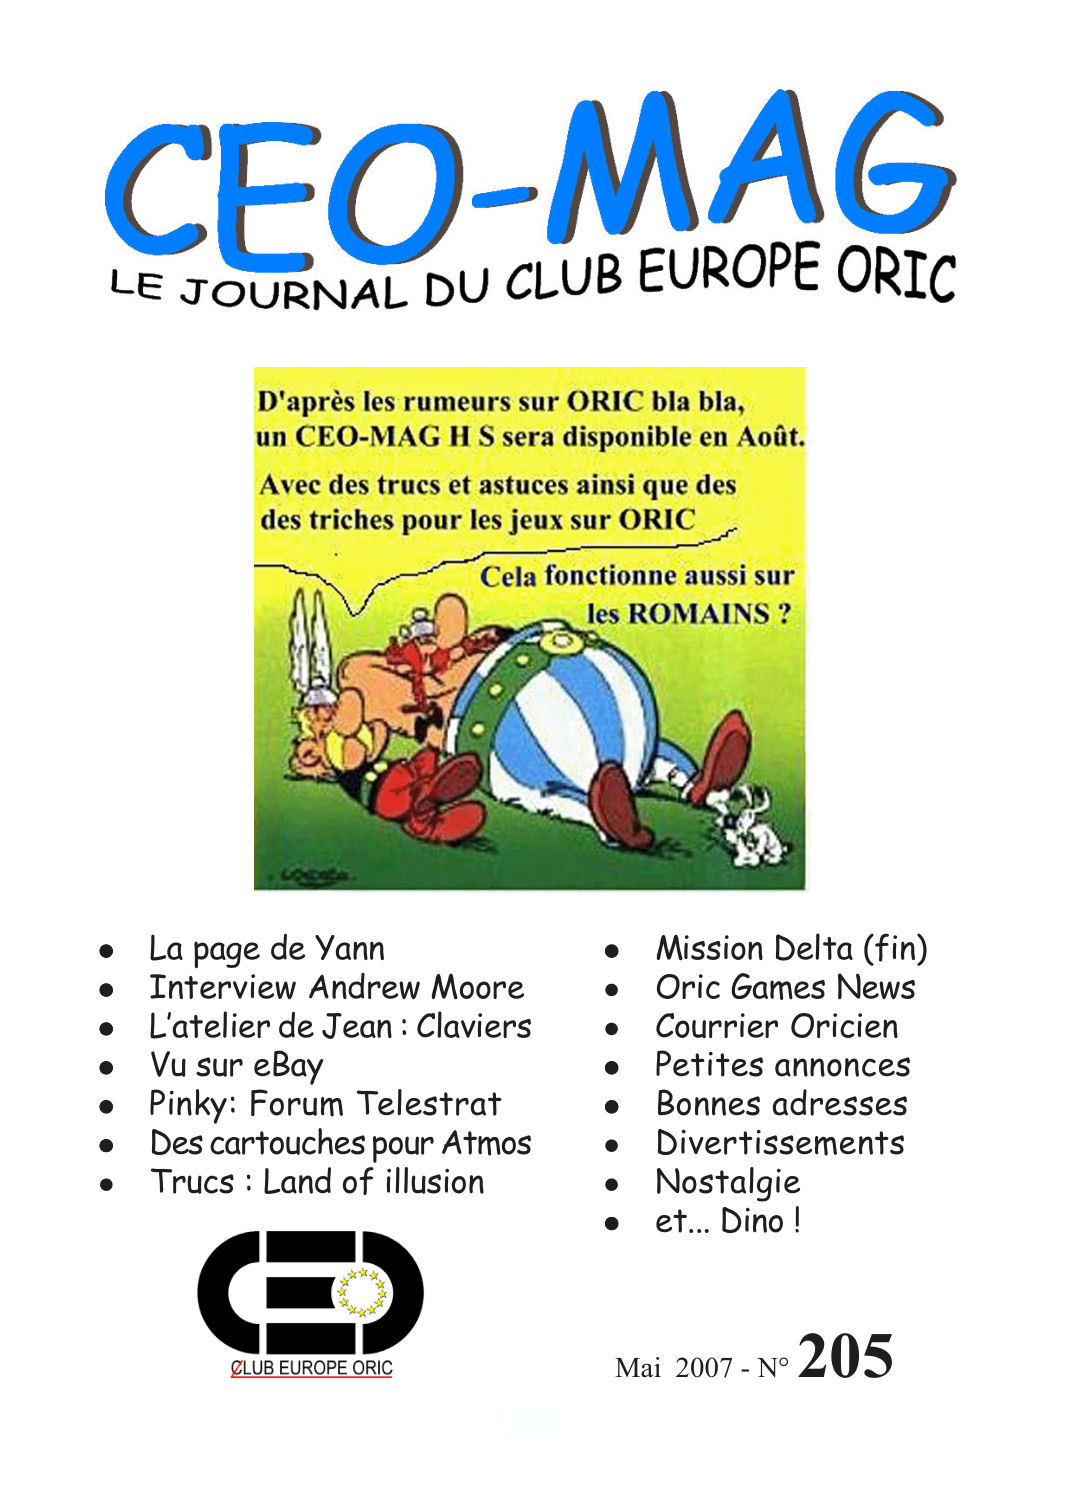 CEO-MAG
LE JOURNAL DU CLUB EUROPE ORIC
D'après les rumeurs sur ORIC bla bla,
un CEO-MAG H S sera disponible en Août.
Avec des trucs et astuces ainsi que des
des triches pour les jeux sur ORIC
Cela fonctionne aussi sur
les ROMAINS ?
● La page de Yann
● Interview Andrew Moore
● L’atelier de Jean : Claviers
● Vu sur eBay
● Pinky: Forum Telestrat
● Des cartouches pour Atmos
● Trucs : Land of illusion
● Mission Delta (fin)
● Oric Games News
● Courrier Oricien
● Petites annonces
● Bonnes adresses
● Divertissements
● Nostalgie
● et... Dino !
CEO
CLUB EUROPE ORIC
Mai 2007 - N° 205